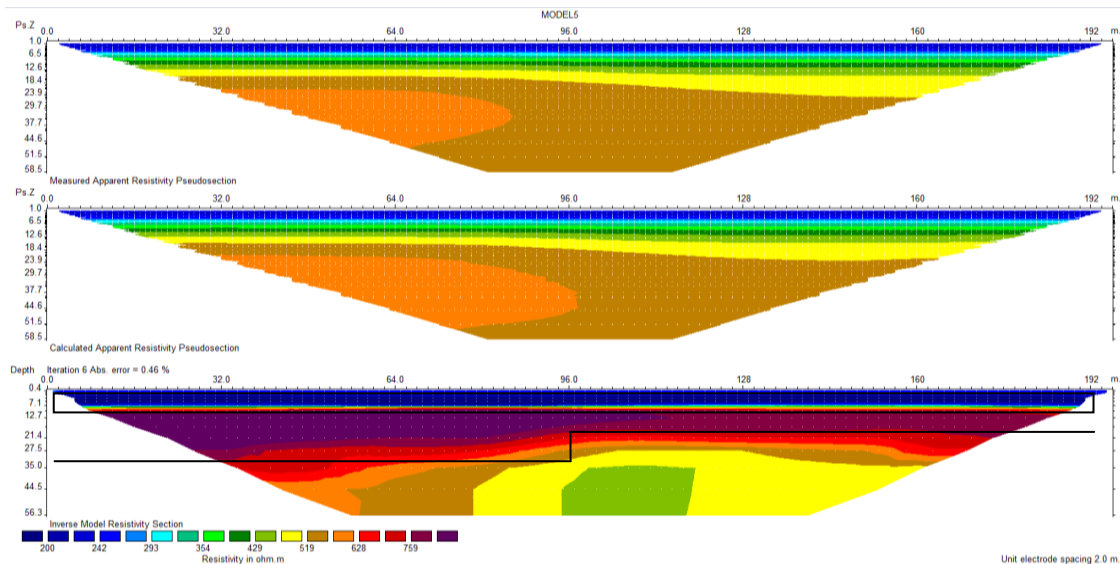 MODEL5
Ps.Z 0.0 32.0 64.0 96.0 128 160 192 m.
1.0
6.5
12.6
18.4
23.9
29.7
37.7
44.6
51.5
58.5
Measured Apparent Resistivity Pseudosection
Ps.Z 0.0 32.0 64.0 96.0 128 160 192 m.
1.0
6.5
12.6
18.4
23.9
29.7
37.7
44.6
51.5
58.5
Calculated Apparent Resistivity Pseudosection
Depth Iteration 6 Abs. error = 0.46 %
0.0 32.0 64.0 96.0 128 160 192 m.
0.4
7.1
12.7
21.4
27.5
35.0
44.5
56.3
Inverse Model Resistivity Section
200 242 293 354 429 519 628 759
Resistivity in ohm.m
Unit electrode spacing 2.0 m.